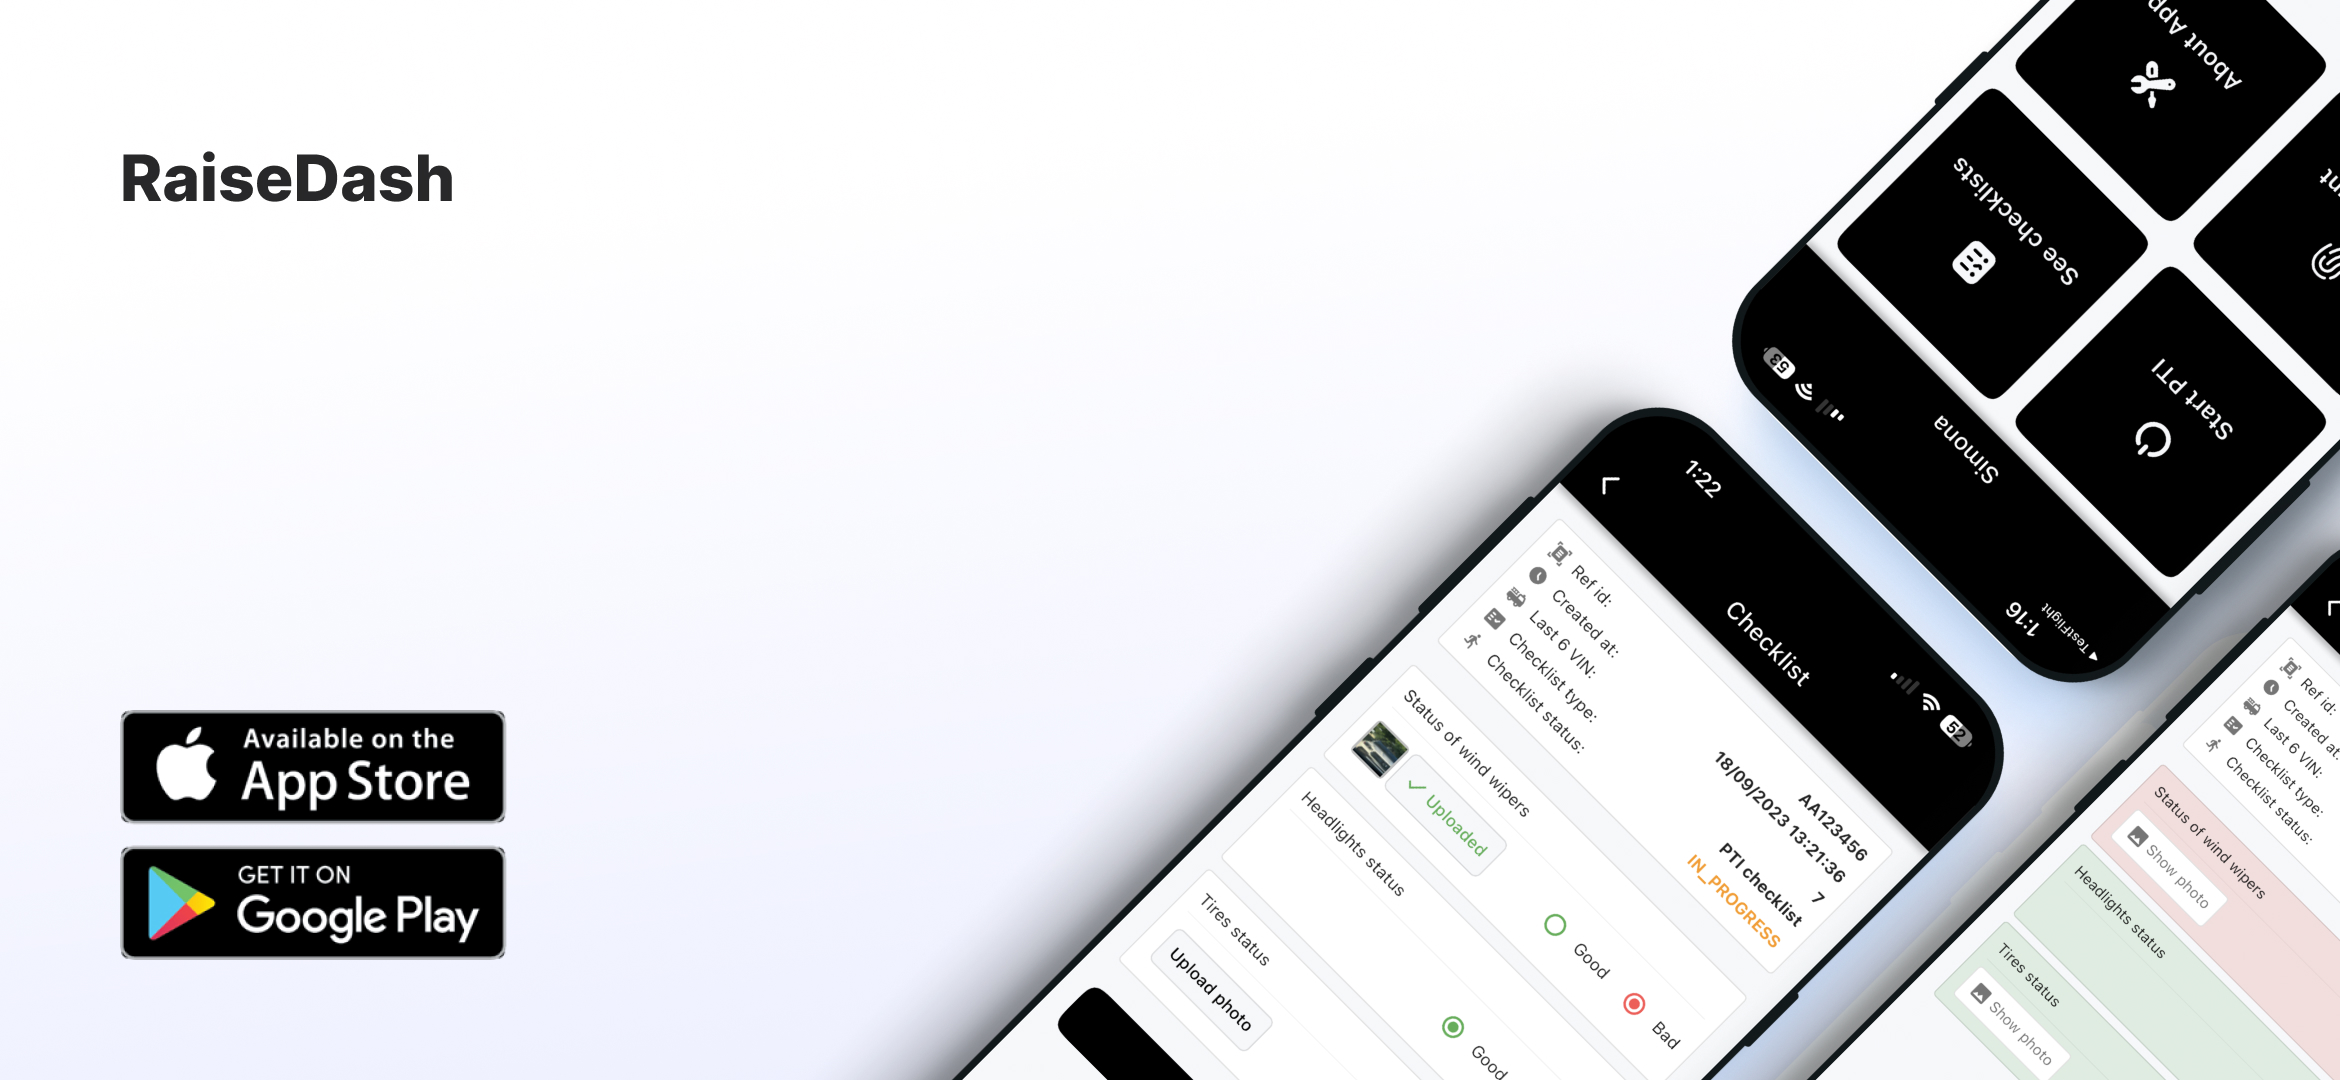 RaiseDash
Available on the
App Store
GET IT ON
Google Play
About App
See checklists
Start PTI
Simona
53
1:16
TestFlight
1:22
52
Checklist
Ref id: AA123456
Created at: 18/09/2023 13:21:36
Last 6 VIN: 7
Checklist type: PTI checklist
Checklist status: IN_PROGRESS
Status of wind wipers
Uploaded
Good
Bad
Headlights status
Good
Tires status
Upload photo
Ref id:
Created at:
Last 6 VIN:
Checklist type:
Checklist status:
Status of wind wipers
Show photo
Headlights status
Tires status
Show photo